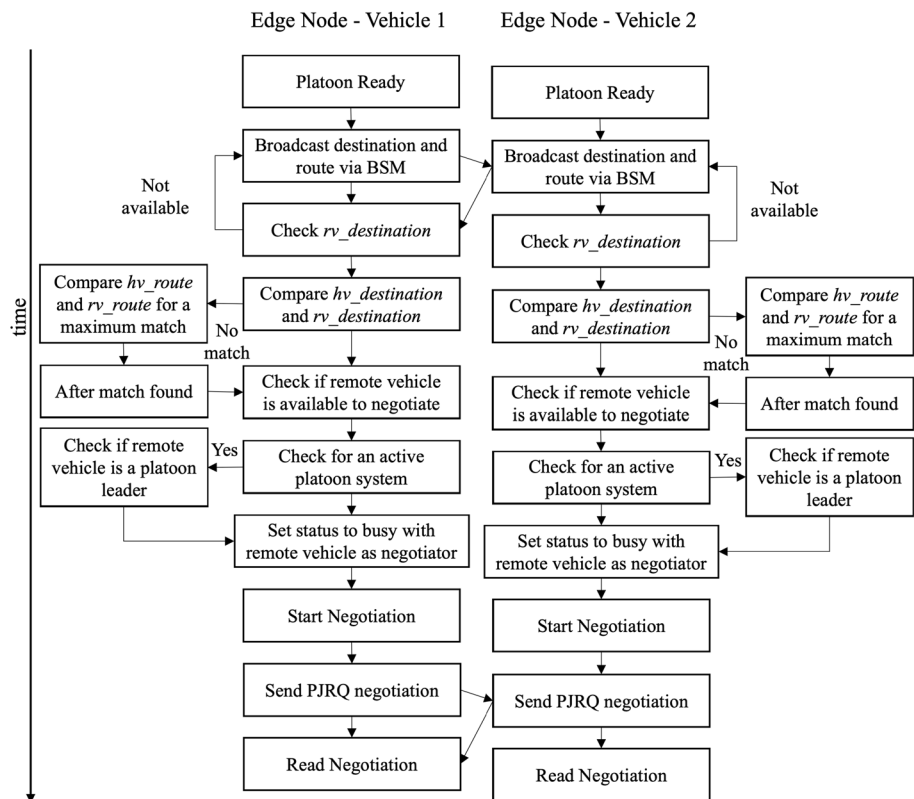 Edge Node - Vehicle 1
Edge Node - Vehicle 2
time
Platoon Ready
Broadcast destination and
route via BSM
Not
available
Check rv_destination
Compare hv_route
and rv_route for a
maximum match
Compare hv_destination
and rv_destination
No
match
After match found
Check if remote vehicle
is available to negotiate
Check if remote
vehicle is a platoon
leader
Yes
Check for an active
platoon system
Set status to busy with
remote vehicle as negotiator
Start Negotiation
Send PJRQ negotiation
Read Negotiation
Platoon Ready
Broadcast destination and
route via BSM
Not
available
Check rv_destination
Compare hv_destination
and rv_destination
Compare hv_route
and rv_route for a
maximum match
No
match
Check if remote vehicle
is available to negotiate
After match found
Check for an active
platoon system
Yes
Check if remote
vehicle is a platoon
leader
Set status to busy with
remote vehicle as negotiator
Start Negotiation
Send PJRQ negotiation
Read Negotiation